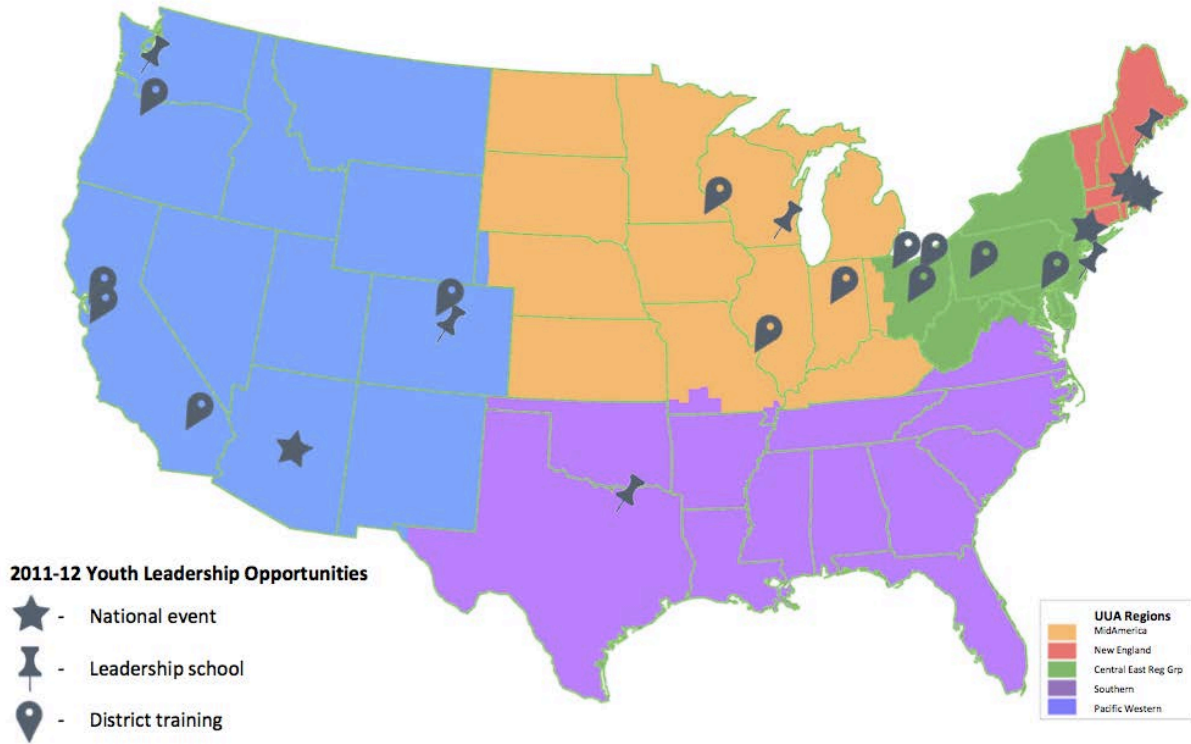 2011-12 Youth Leadership Opportunities
- National event
- Leadership school
- District training
UUA Regions
MidAmerica
New England
Central East Reg Grp
Southern
Pacific Western